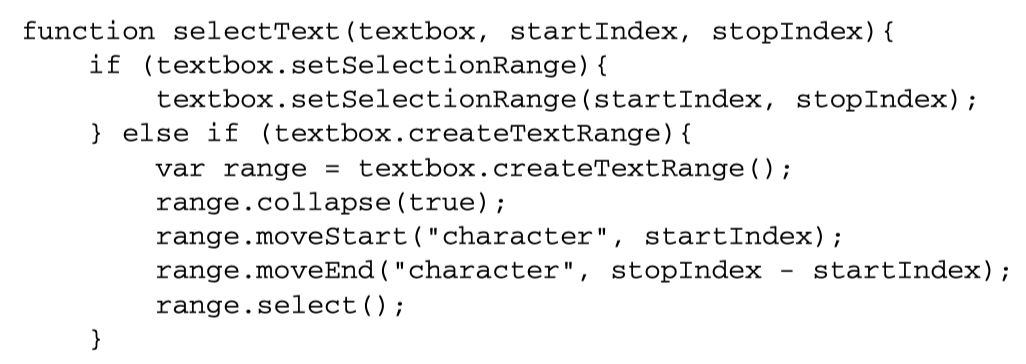 function selectText(textbox, startIndex, stopIndex){
    if (textbox.setSelectionRange){
        textbox.setSelectionRange(startIndex, stopIndex);
    } else if (textbox.createTextRange){
        var range = textbox.createTextRange();
        range.collapse(true);
        range.moveStart("character", startIndex);
        range.moveEnd("character", stopIndex - startIndex);
        range.select();
    }